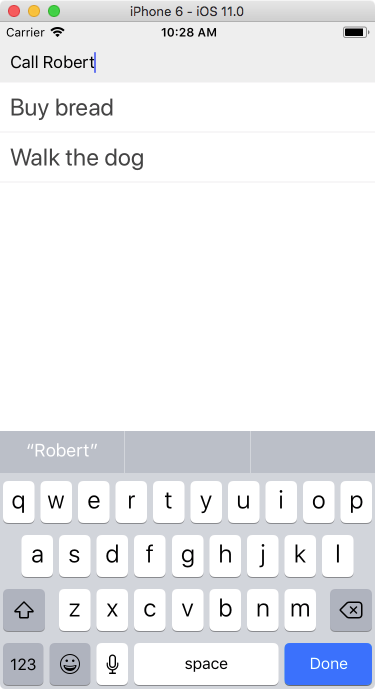 iPhone 6 - iOS 11.0
Carrier 10:28 AM
Call Robert
Buy bread
Walk the dog
“Robert”
q w e r t y u i o p
a s d f g h j k l
z x c v b n m
123 space Done